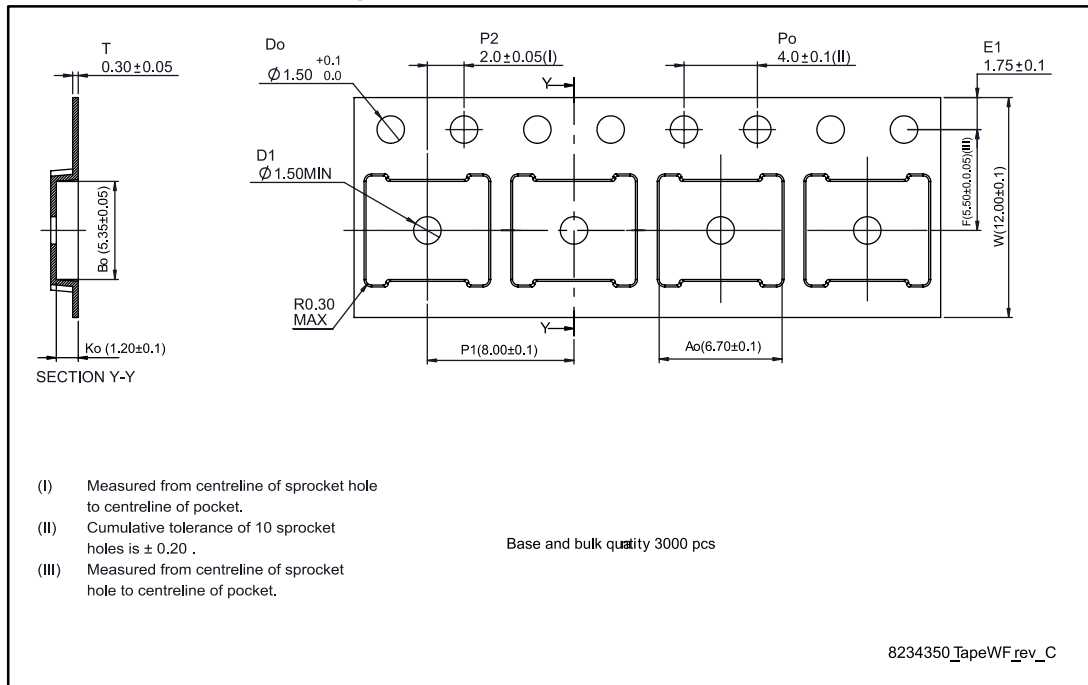 T
0.30±0.05
Do
Ø1.50 +0.1 0.0
P2
2.0±0.05(I)
Po
4.0±0.1(II)
E1
1.75±0.1
Y
D1
Ø1.50MIN
Bo (5.35±0.05)
F(5.50±0.0.05)(III)
W(12.00±0.1)
R0.30
MAX
Y
Ko (1.20±0.1)
P1(8.00±0.1)
Ao(6.70±0.1)
SECTION Y-Y
(I) Measured from centreline of sprocket hole
to centreline of pocket.
(II) Cumulative tolerance of 10 sprocket
holes is ± 0.20 .
(III) Measured from centreline of sprocket
hole to centreline of pocket.
Base and bulk quatity 3000 pcs
8234350_TapeWF_rev_C